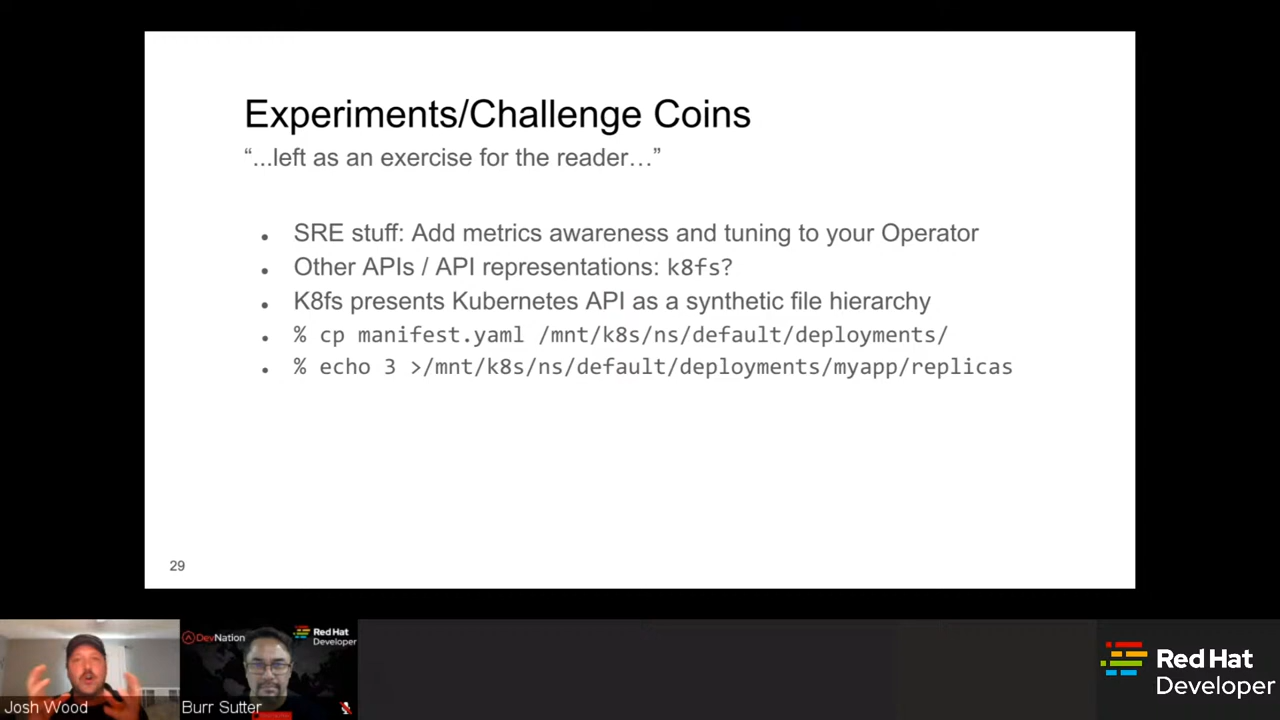 Experiments/Challenge Coins
“...left as an exercise for the reader…”
● SRE stuff: Add metrics awareness and tuning to your Operator
● Other APIs / API representations: k8fs?
● K8fs presents Kubernetes API as a synthetic file hierarchy
● % cp manifest.yaml /mnt/k8s/ns/default/deployments/
● % echo 3 >/mnt/k8s/ns/default/deployments/myapp/replicas
29
Josh Wood
DevNation
Red Hat
Developer
Burr Sutter
Red Hat
Developer